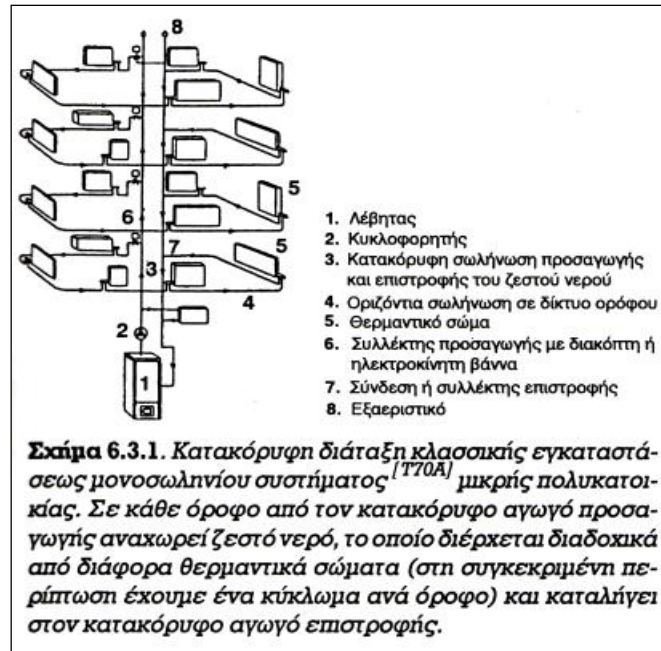 8
5
6
5
7
3
4
2
1
1. Λέβητας
2. Κυκλοφορητής
3. Κατακόρυφη σωλήνωση προσαγωγής
και επιστροφής του ζεστού νερού
4. Οριζόντια σωλήνωση σε δίκτυο ορόφου
5. Θερμαντικό σώμα
6. Συλλέκτης προσαγωγής με διακόπτη ή
ηλεκτροκίνητη βάννα
7. Σύνδεση ή συλλέκτης επιστροφής
8. Εξαεριστικό
Σχήμα 6.3.1. Κατακόρυφη διάταξη κλασσικής εγκαταστά-
σεως μονοσωληνίου συστήματος [T70A] μικρής πολυκατοι-
κίας. Σε κάθε όροφο από τον κατακόρυφο αγωγό προσα-
γωγής αναχωρεί ζεστό νερό, το οποίο διέρχεται διαδοχικά
από διάφορα θερμαντικά σώματα (στη συγκεκριμένη πε-
ρίπτωση έχουμε ένα κύκλωμα ανά όροφο) και καταλήγει
στον κατακόρυφο αγωγό επιστροφής.